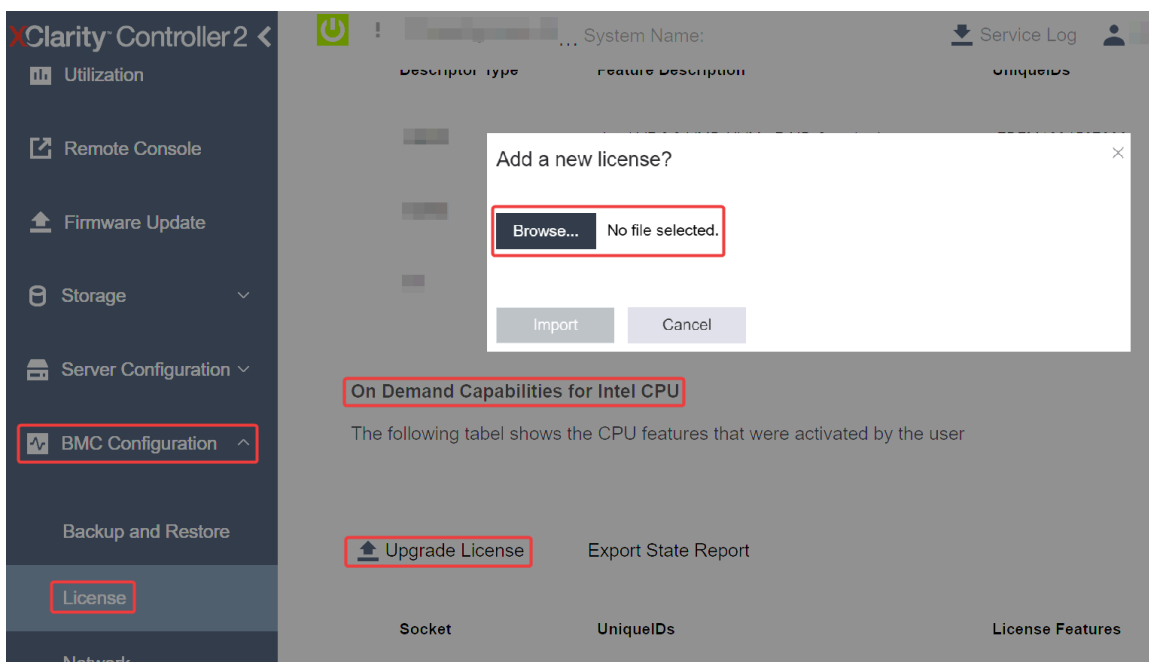 XClarity Controller 2
System Name:
Service Log
Utilization
Descriptor Type
Feature Description
UniqueIDs
Remote Console
Add a new license?
Firmware Update
Browse...
No file selected.
Storage
Import
Cancel
Server Configuration
On Demand Capabilities for Intel CPU
The following tabel shows the CPU features that were activated by the user
BMC Configuration
Backup and Restore
Upgrade License
Export State Report
License
Socket
UniqueIDs
License Features
Network